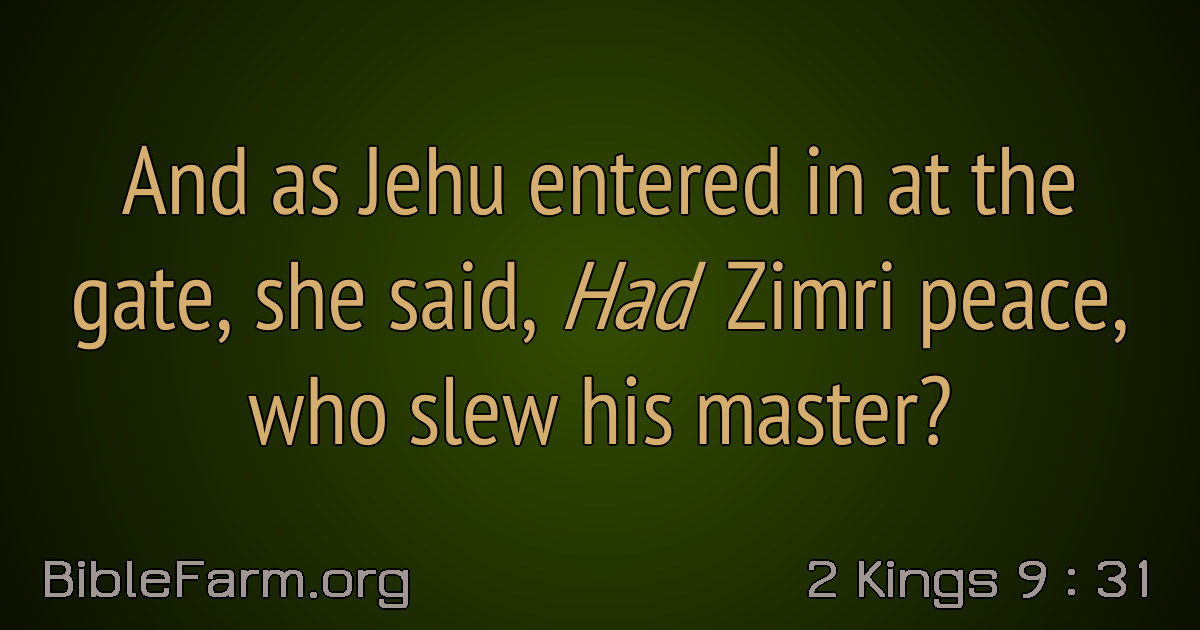 And as Jehu entered in at the
gate, she said, Had Zimri peace,
who slew his master?
BibleFarm.org
2 Kings 9 : 31